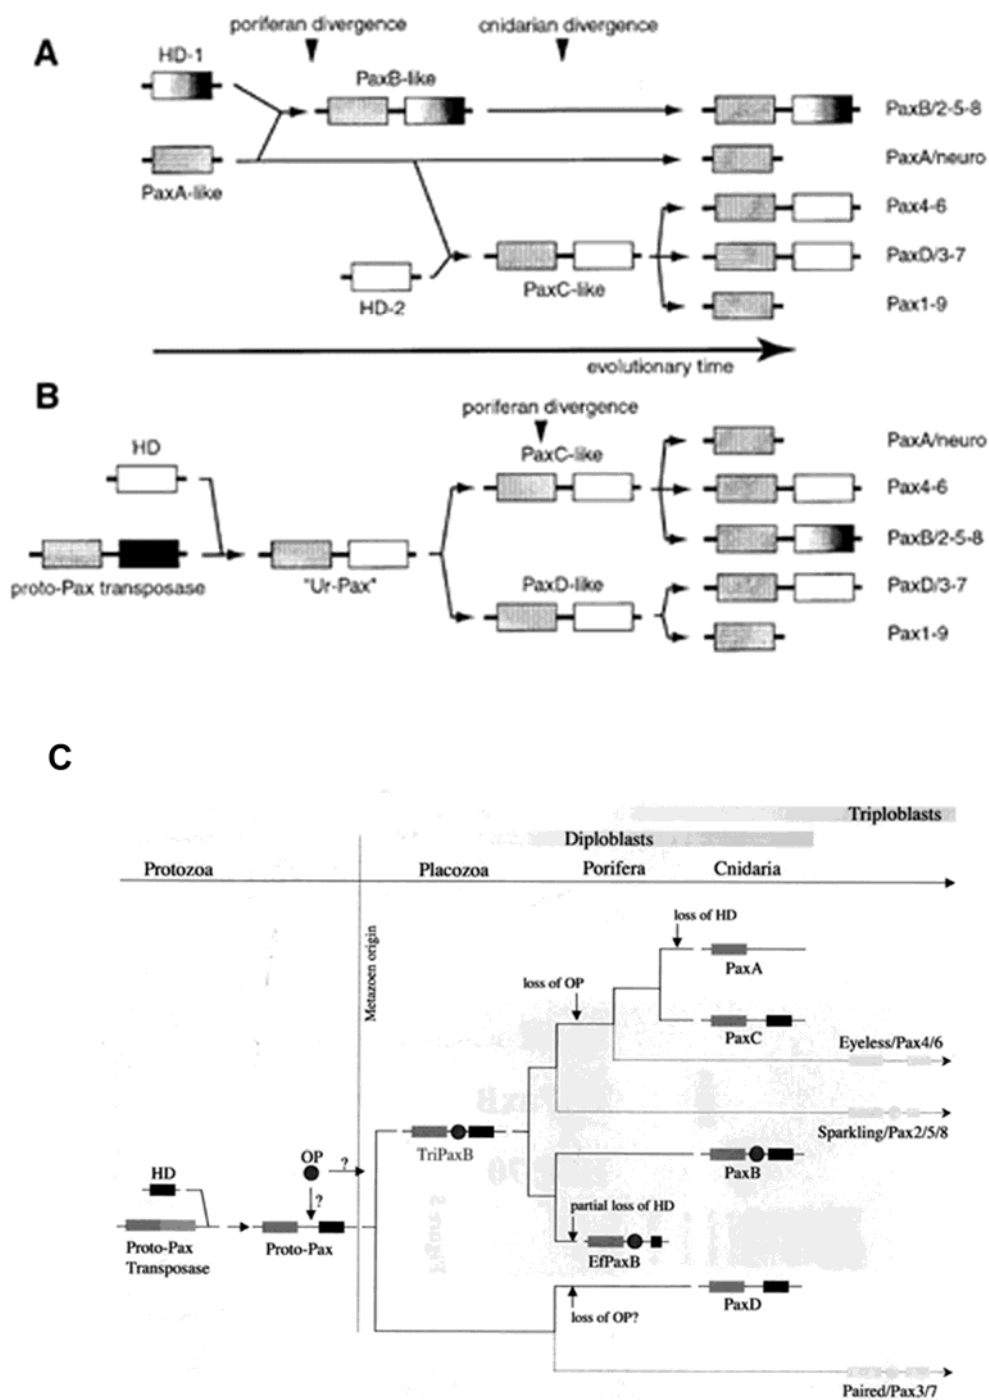 poriferan divergence
cnidarian divergence
A
HD-1
PaxB-like
PaxB/2-5-8
PaxA/neuro
PaxA-like
Pax4-6
PaxD/3-7
PaxC-like
HD-2
Pax1-9
evolutionary time
B
poriferan divergence
HD
PaxC-like
PaxA/neuro
Pax4-6
PaxB/2-5-8
proto-Pax transposase
"Ur-Pax"
PaxD-like
PaxD/3-7
Pax1-9
C
Triploblasts
Diploblasts
Protozoa
Placozoa
Porifera
Cnidaria
Metazoen origin
loss of HD
PaxA
loss of OP
PaxC
Eyeless/Pax4/6
Sparkling/Pax2/5/8
TriPaxB
OP
?
?
HD
PaxB
partial loss of HD
Proto-Pax
Transposase
Proto-Pax
EfPaxB
PaxD
loss of OP?
Paired/Pax3/7